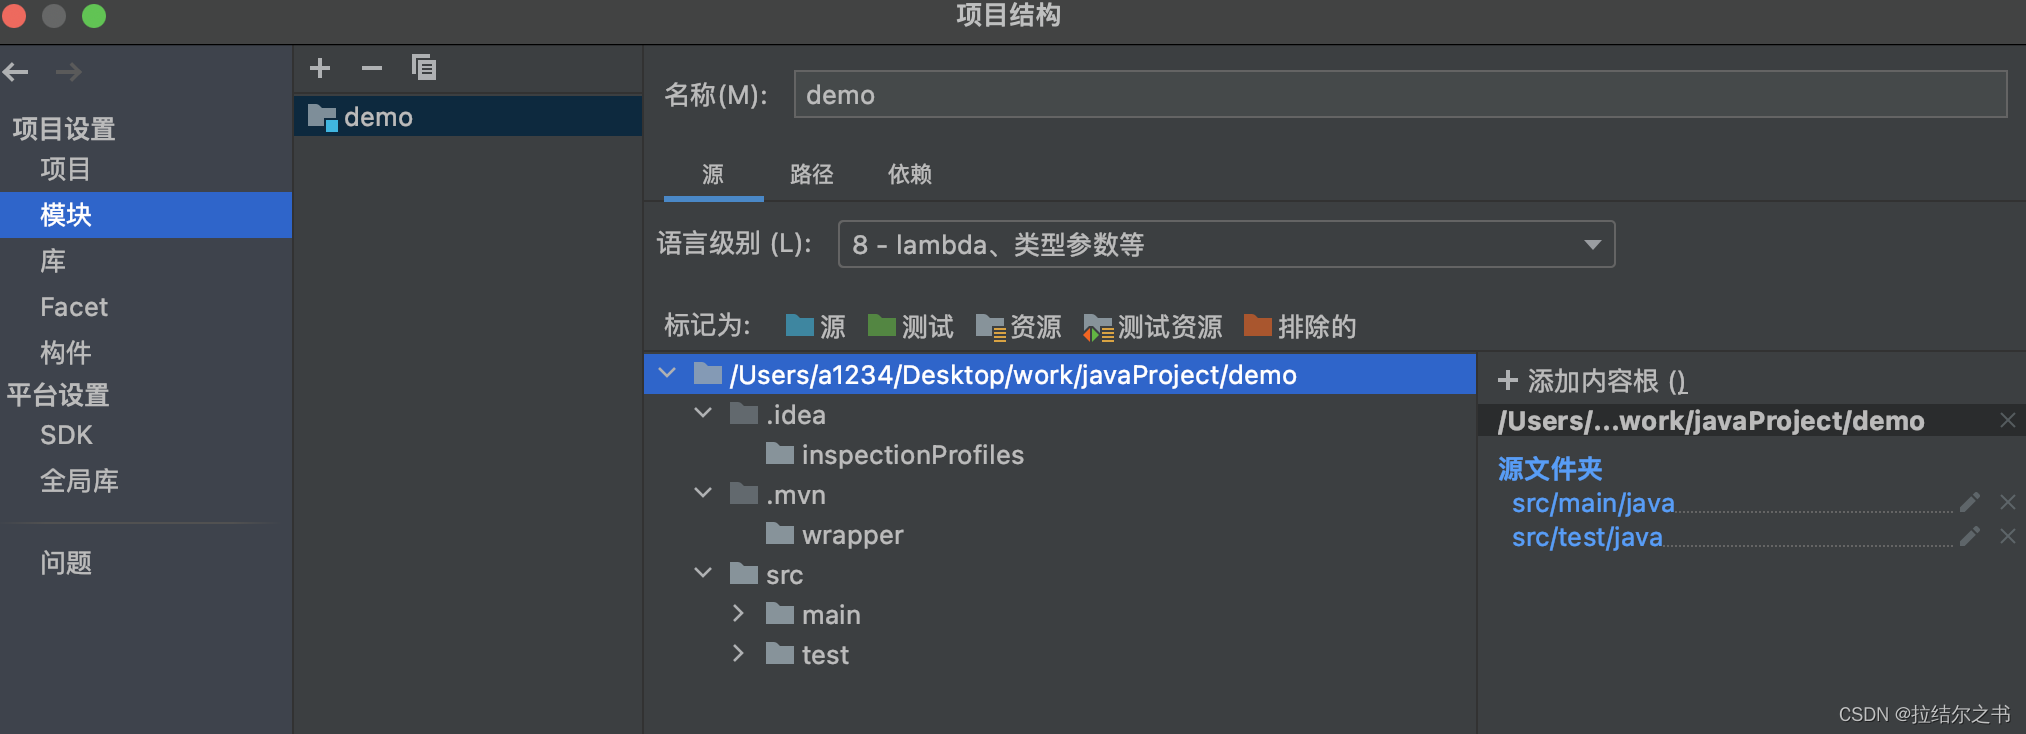 项目结构
项目设置
项目
模块
库
Facet
构件
平台设置
SDK
全局库
问题
demo
名称(M): demo
源 路径 依赖
语言级别 (L): 8 - lambda、类型参数等
标记为: 源 测试 资源 测试资源 排除的
/Users/a1234/Desktop/work/javaProject/demo
.idea
inspectionProfiles
.mvn
wrapper
src
main
test
添加内容根 ()
/Users/...work/javaProject/demo
源文件夹
src/main/java
src/test/java
CSDN @拉结尔之书